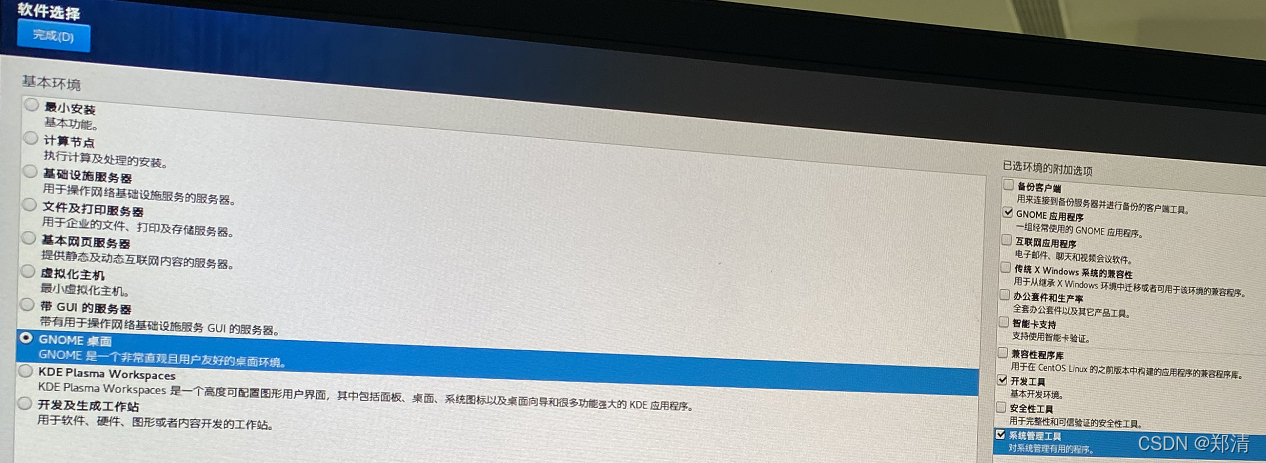 软件选择
完成(D)
基本环境
最小安装
基本功能。
计算节点
执行计算及处理的安装。
基础设施服务器
用于操作网络基础设施服务的服务器。
文件及打印服务器
用于企业的文件、打印及存储服务器。
基本网页服务器
提供静态及动态互联网内容的服务器。
虚拟化主机
最小虚拟化主机。
带 GUI 的服务器
带有用于操作网络基础设施服务 GUI 的服务器。
GNOME 桌面
GNOME 是一个非常直观且用户友好的桌面环境。
KDE Plasma Workspaces
KDE Plasma Workspaces 是一个高度可配置图形用户界面，其中包括面板、桌面、系统图标以及桌面向导和很多功能强大的 KDE 应用程序。
开发及生成工作站
用于软件、硬件、图形或者内容开发的工作站。
已选环境的附加选项
备份客户端
用来连接到备份服务器并进行备份的客户端工具。
GNOME 应用程序
一组经常使用的 GNOME 应用程序。
互联网应用程序
电子邮件、聊天和视频会议软件。
传统 X Windows 系统的兼容性
用于从继承 X Windows 环境中迁移或者可用于该环境的兼容程序。
办公套件和生产率
全套办公套件以及其它产品工具。
智能卡支持
支持使用智能卡验证。
兼容性程序库
用于在 CentOS Linux 的之前版本中构建的应用程序的兼容程序库。
开发工具
基本开发环境。
安全性工具
用于完整性和可信验证的安全性工具。
系统管理工具
对系统管理有用的程序。
CSDN @郑清